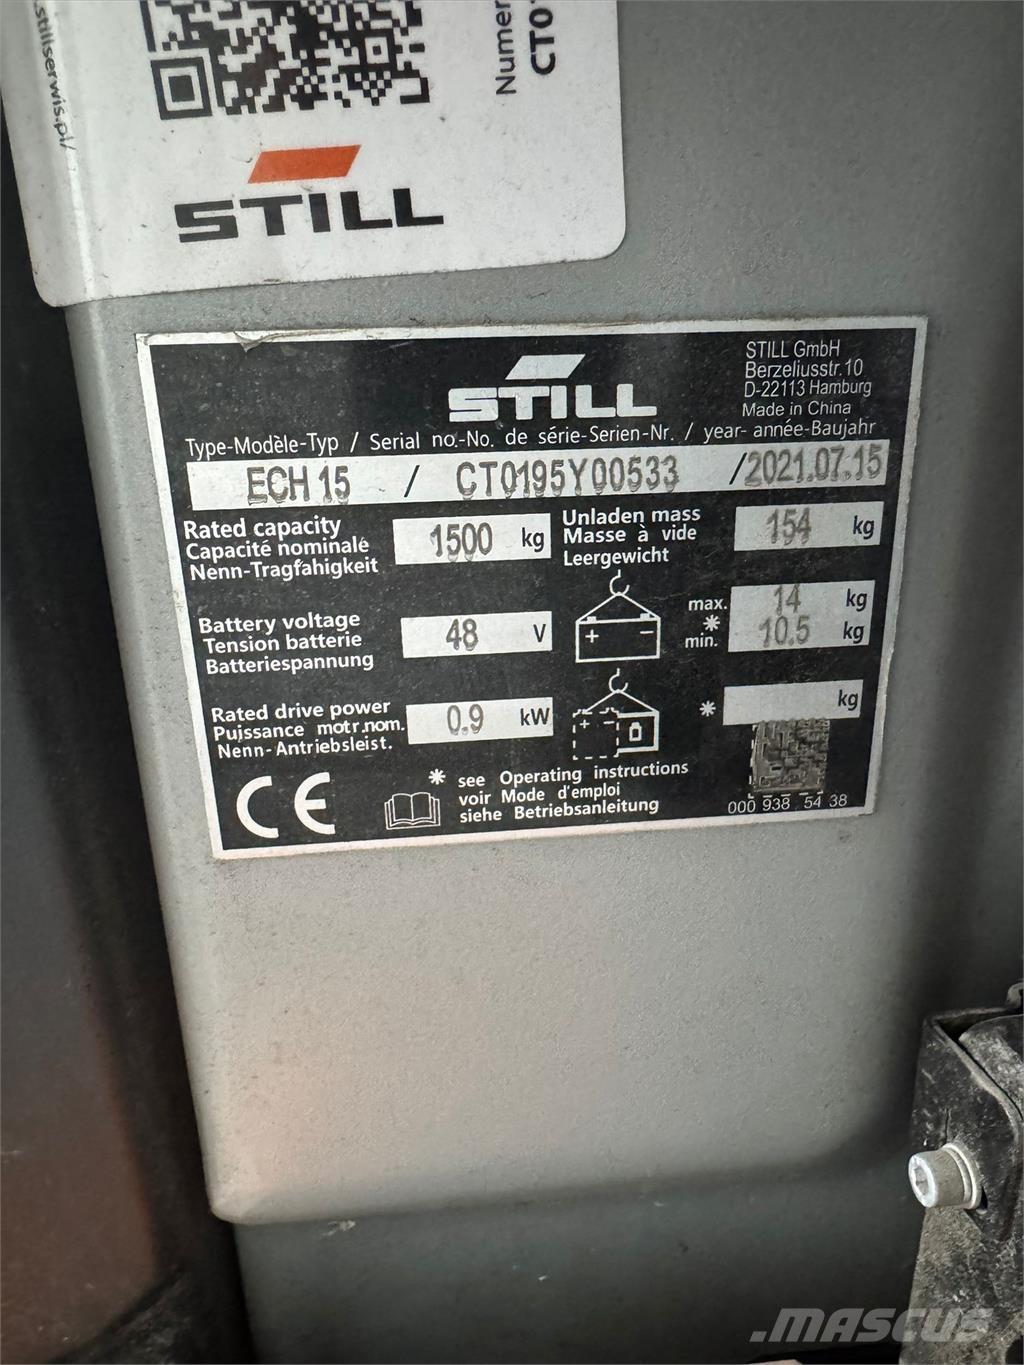 .stillserwis.pl/
Numer
CT0
STILL
STILL
STILL GmbH
Berzeliusstr.10
D-22113 Hamburg
Made in China
Type-Modèle-Typ / Serial no.-No. de série-Serien-Nr. / year- année-Baujahr
ECH 15 / CT0195Y00533 /2021.07.15
Rated capacity
Capacité nominale
Nenn-Tragfahigkeit
1500 kg
Unladen mass
Masse à vide
Leergewicht
154 kg
Battery voltage
Tension batterie
Batteriespannung
48 V
+ −
max. 14 kg
*
min. 10.5 kg
Rated drive power
Puissance motr.nom.
Nenn-Antriebsleist.
0.9 kW
+ −
* kg
CE
* see Operating instructions
voir Mode d'emploi
siehe Betriebsanleitung
000 938 54 38
MASCUS